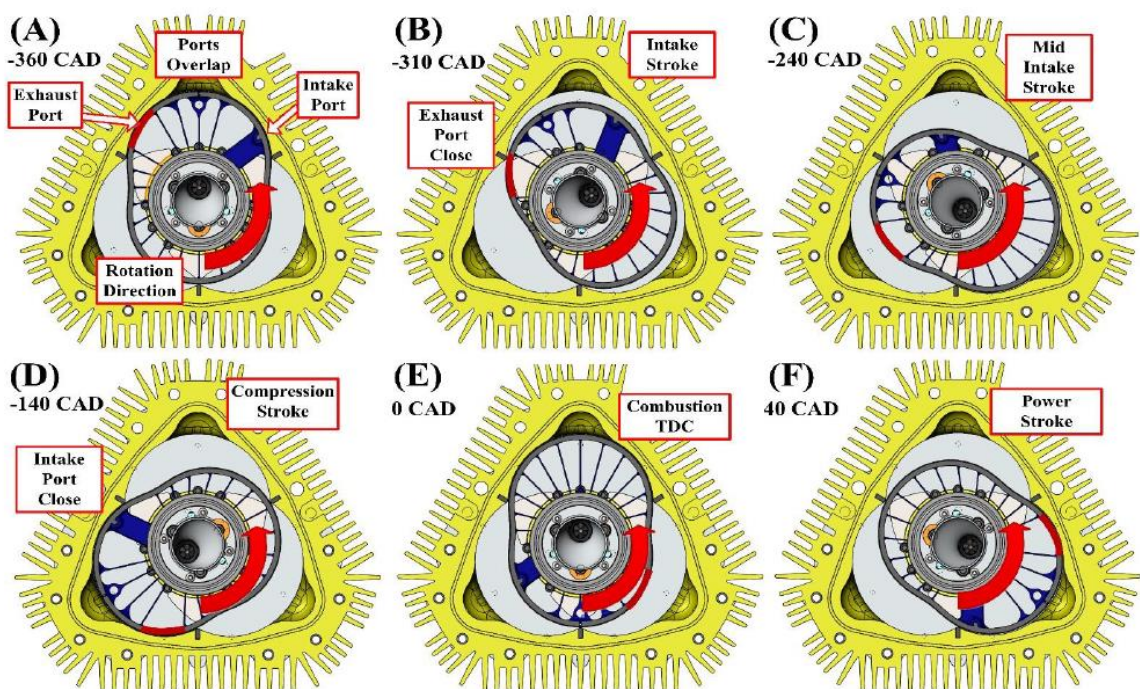 (A)
-360 CAD
Ports
Overlap
Exhaust
Port
Intake
Port
Rotation
Direction
(B)
-310 CAD
Intake
Stroke
Exhaust
Port
Close
(C)
-240 CAD
Mid
Intake
Stroke
(D)
-140 CAD
Compression
Stroke
Intake
Port
Close
(E)
0 CAD
Combustion
TDC
(F)
40 CAD
Power
Stroke